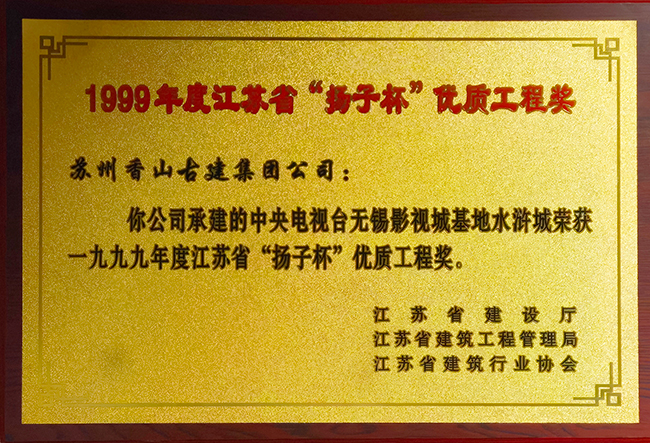 1999年度江苏省“扬子杯”优质工程奖
苏州香山古建集团公司：
你公司承建的中央电视台无锡影视城基地水浒城荣获
一九九九年度江苏省“扬子杯”优质工程奖。
江苏省建设厅
江苏省建筑工程管理局
江苏省建筑行业协会